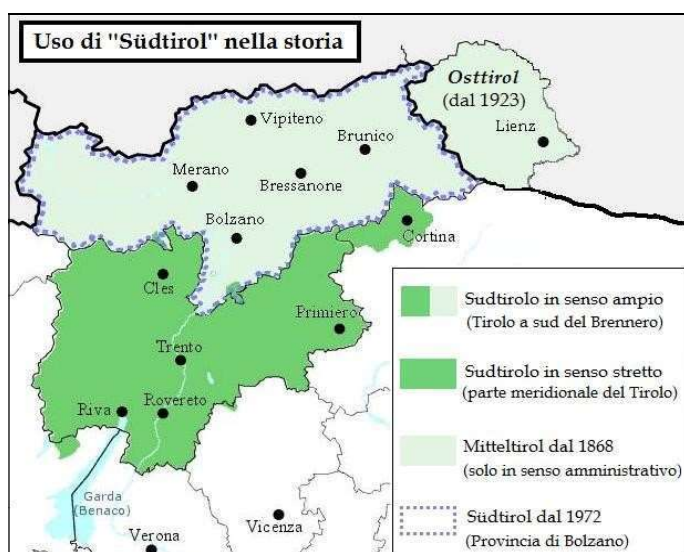 Uso di "Südtirol" nella storia
Osttirol
(dal 1923)
Lienz
Vipiteno
Brunico
Merano
Bressanone
Bolzano
Cortina
Cles
Primiero
Trento
Riva
Rovereto
Garda
(Benaco)
Verona
Vicenza
Sudtirolo in senso ampio
(Tirolo a sud del Brennero)
Sudtirolo in senso stretto
(parte meridionale del Tirolo)
Mitteltirol dal 1868
(solo in senso amministrativo)
Südtirol dal 1972
(Provincia di Bolzano)